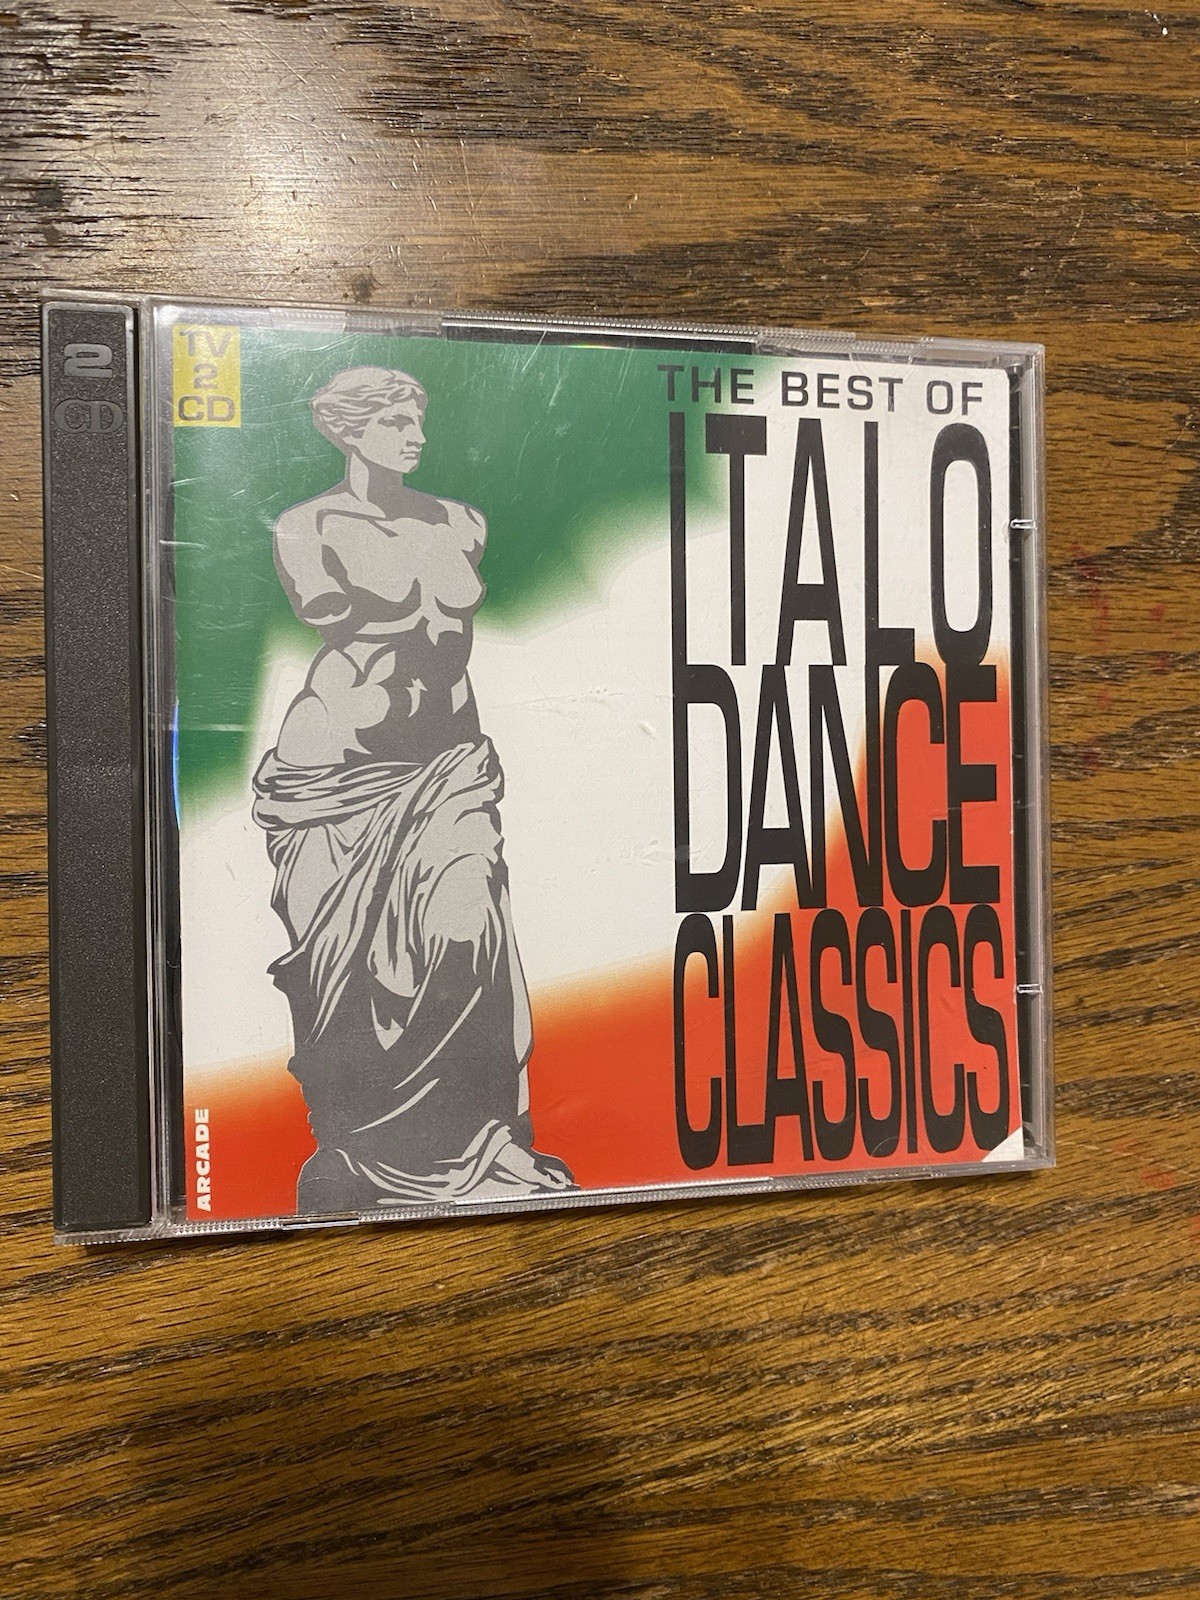 2
CD
TV
2
CD
THE BEST OF
ITALO
DANCE
CLASSICS
ARCADE